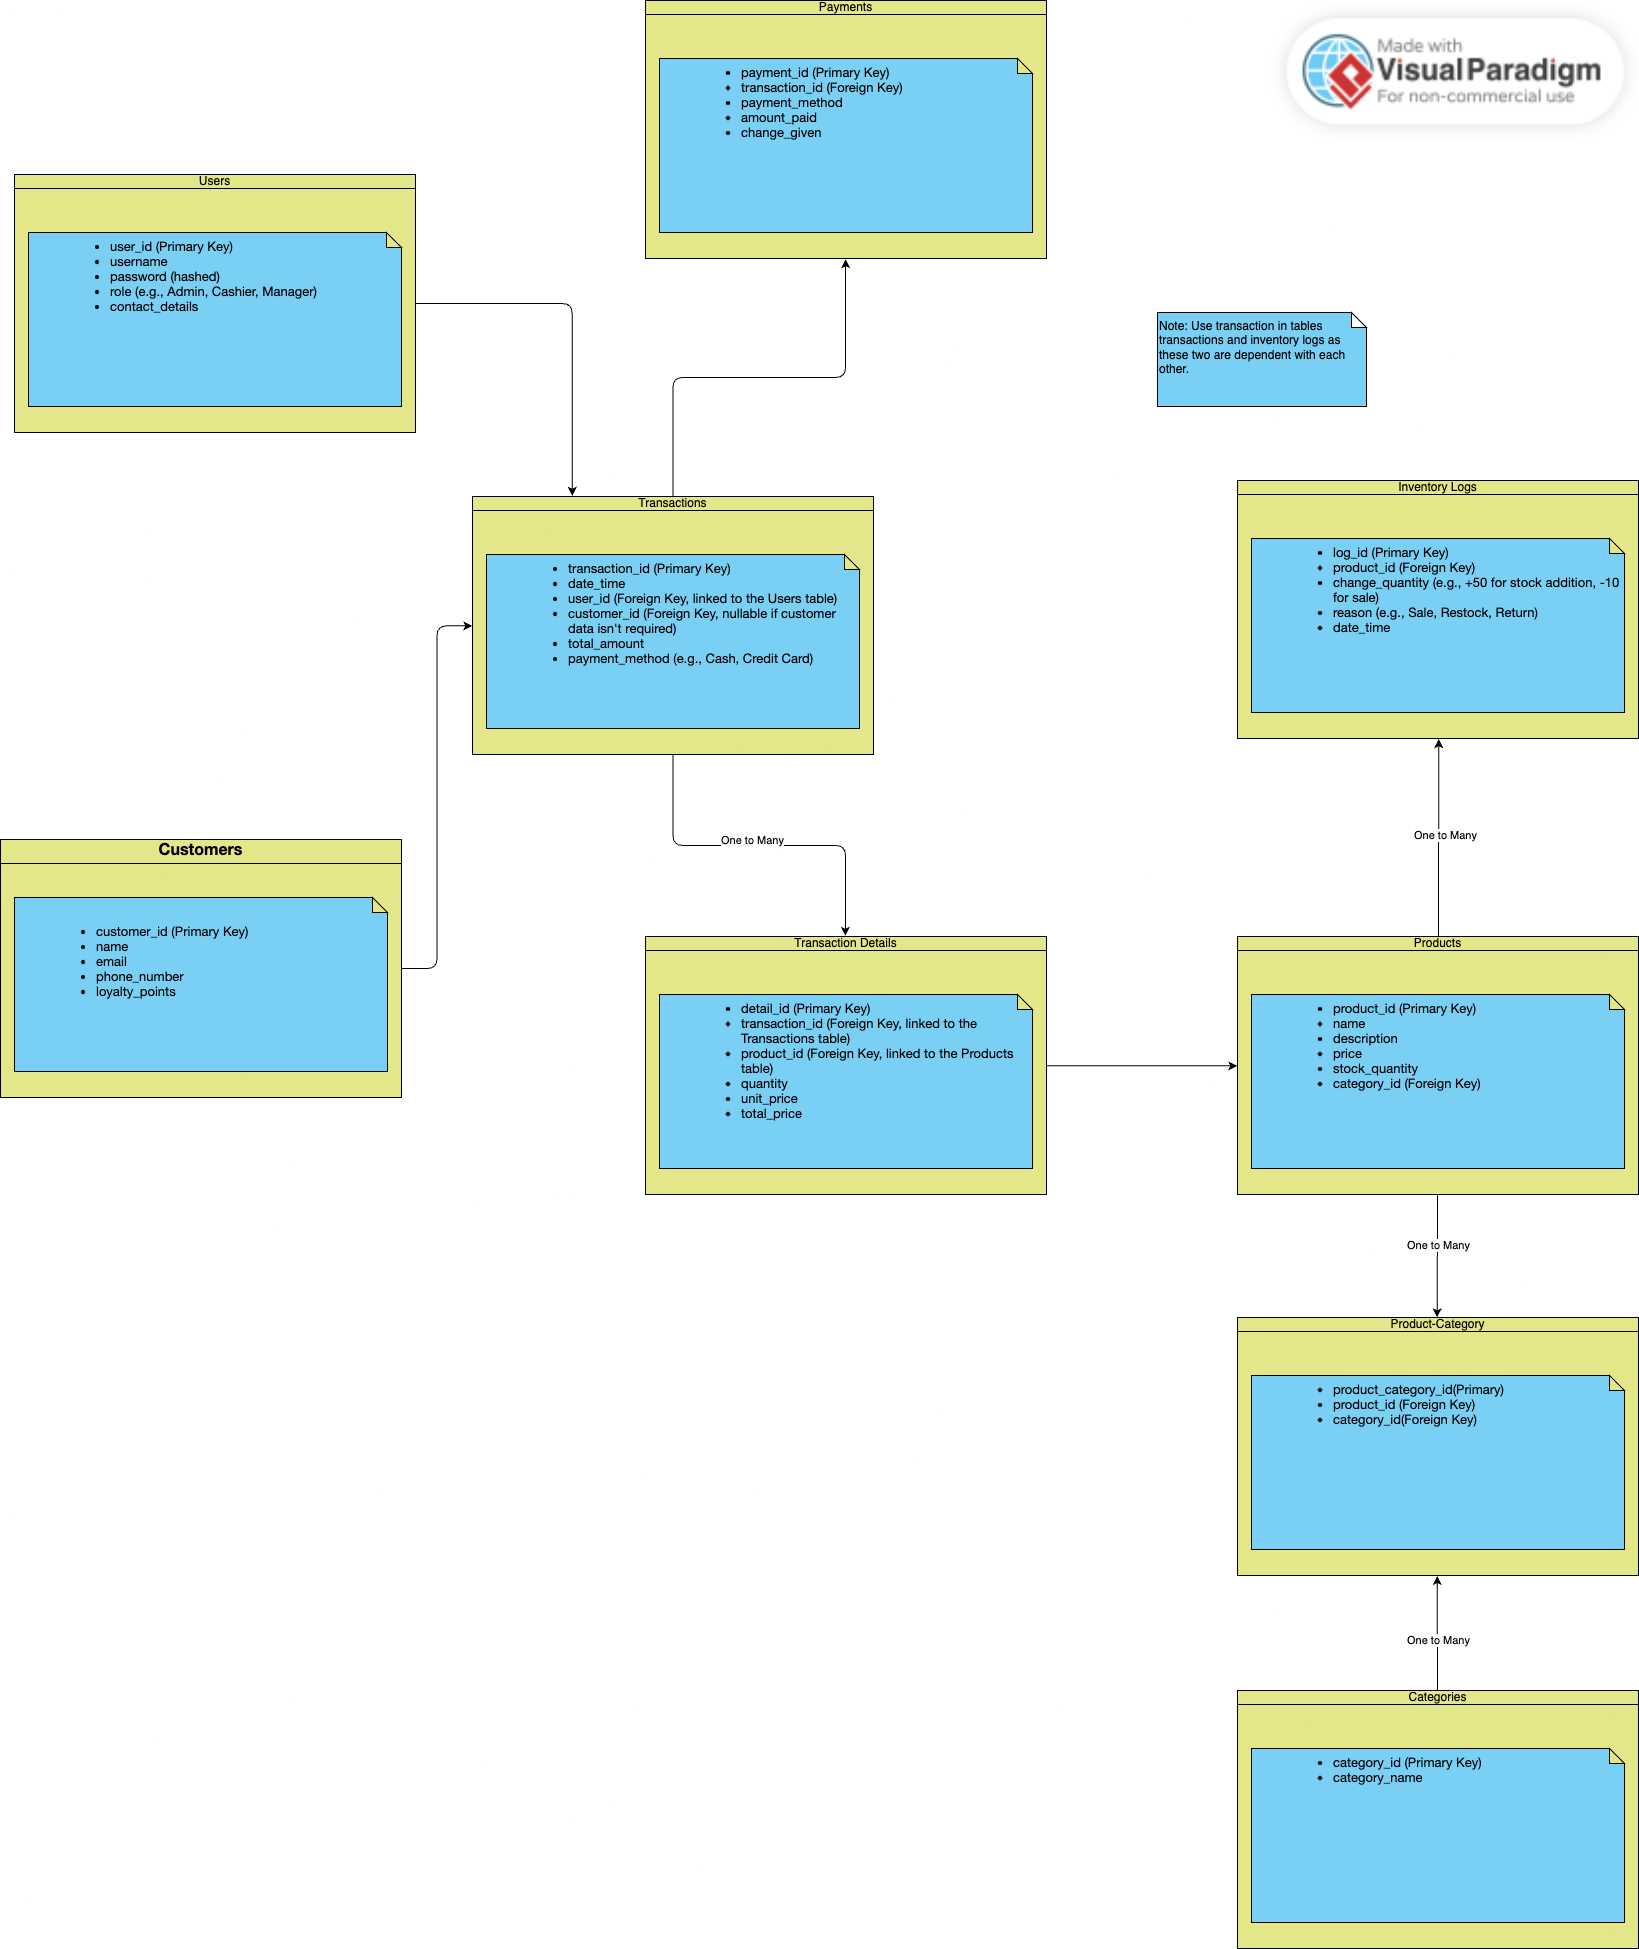 Payments
payment_id (Primary Key)
transaction_id (Foreign Key)
payment_method
amount_paid
change_given
Made with
Visual Paradigm
For non-commercial use
Users
user_id (Primary Key)
username
password (hashed)
role (e.g., Admin, Cashier, Manager)
contact_details
Note: Use transaction in tables
transactions and inventory logs as
these two are dependent with each
other.
Transactions
transaction_id (Primary Key)
date_time
user_id (Foreign Key, linked to the Users table)
customer_id (Foreign Key, nullable if customer
data isn't required)
total_amount
payment_method (e.g., Cash, Credit Card)
Inventory Logs
log_id (Primary Key)
product_id (Foreign Key)
change_quantity (e.g., +50 for stock addition, -10
for sale)
reason (e.g., Sale, Restock, Return)
date_time
One to Many
One to Many
Customers
customer_id (Primary Key)
name
email
phone_number
loyalty_points
Transaction Details
detail_id (Primary Key)
transaction_id (Foreign Key, linked to the
Transactions table)
product_id (Foreign Key, linked to the Products
table)
quantity
unit_price
total_price
Products
product_id (Primary Key)
name
description
price
stock_quantity
category_id (Foreign Key)
One to Many
Product-Category
product_category_id(Primary)
product_id (Foreign Key)
category_id(Foreign Key)
One to Many
Categories
category_id (Primary Key)
category_name